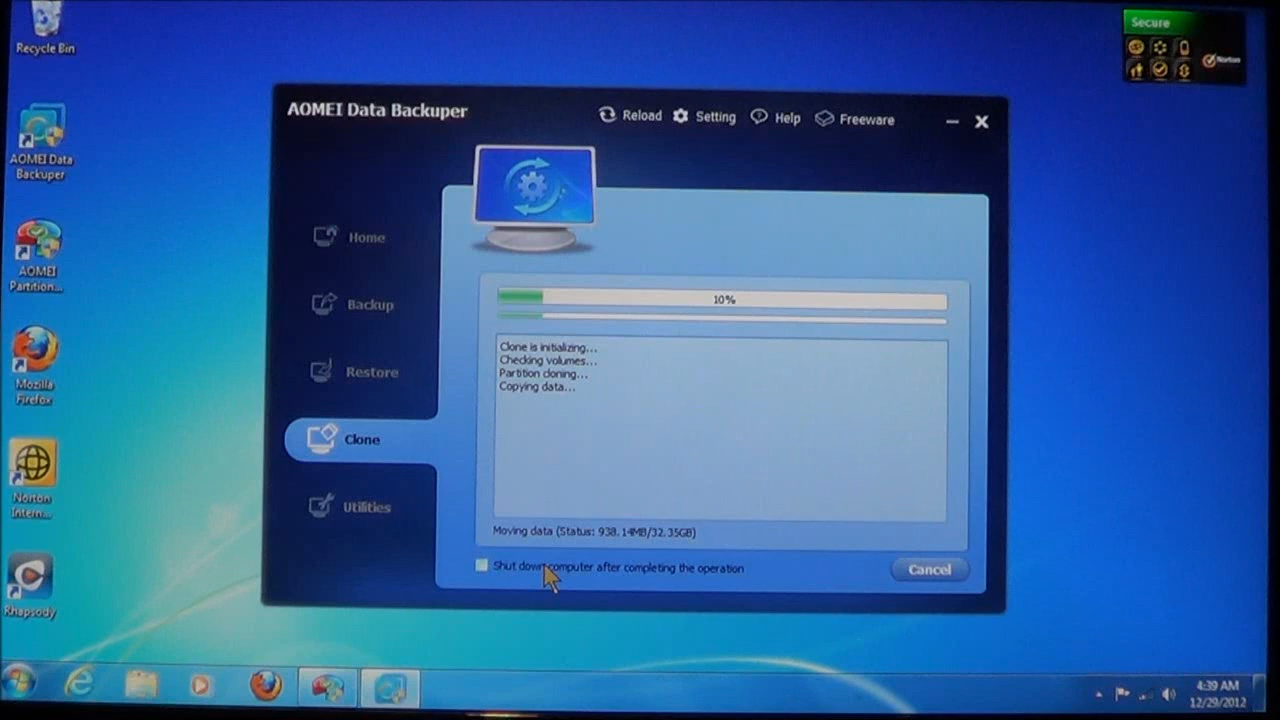 Recycle Bin
AOMEI Data
Backuper
AOMEI
Partition...
Mozilla
Firefox
Norton
Intern...
Rhapsody
Secure
Norton
AOMEI Data Backuper
Reload
Setting
Help
Freeware
Home
Backup
Restore
Clone
Utilities
10%
Clone is initializing...
Checking volumes...
Partition cloning...
Copying data...
Moving data (Status: 938.14MB/32.35GB)
Shut down computer after completing the operation
Cancel
4:39 AM
12/29/2012